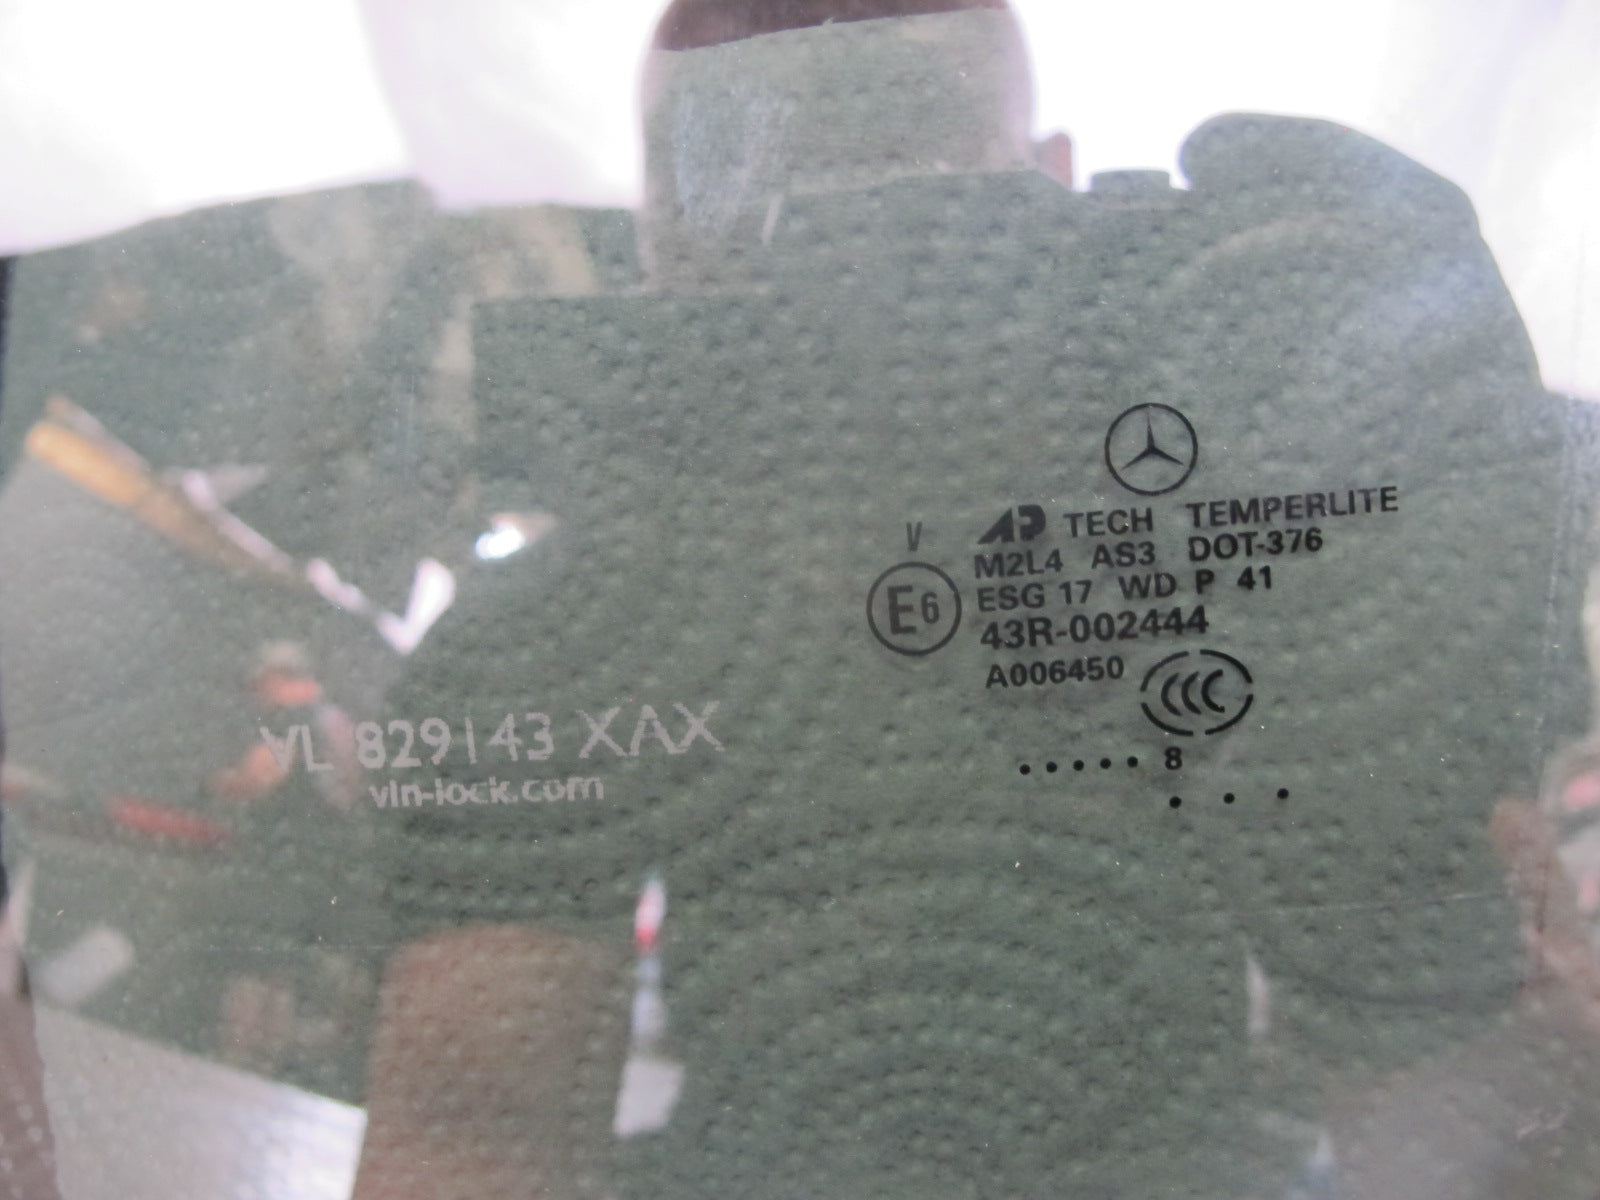 V
AP TECH TEMPERLITE
M2L4 AS3 DOT-376
E6
ESG 17 WD P 41
43R-002444
A006450
CCC
VL 829143 XAX
vin-lock.com
..... 8
...